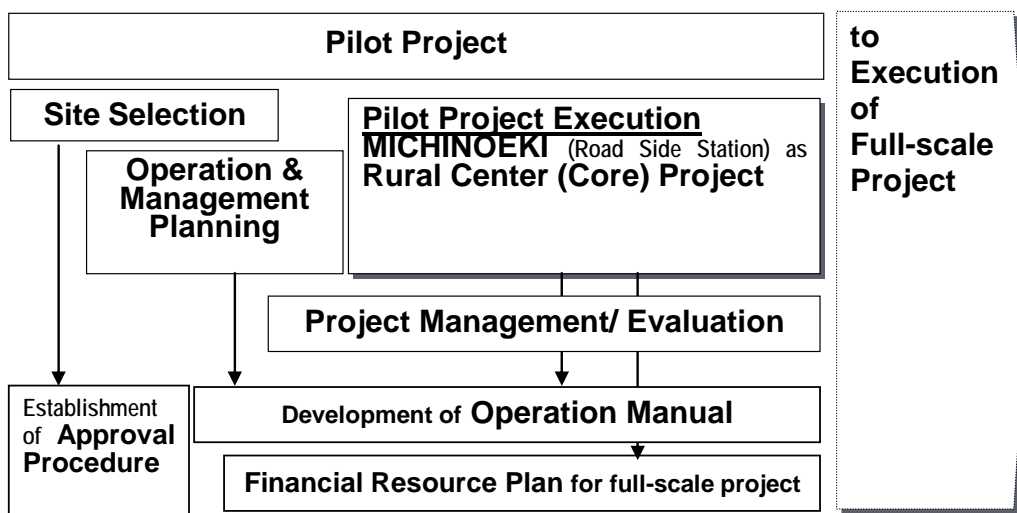 Pilot Project
to
Execution
of
Full-scale
Project
Site Selection
Operation &
Management
Planning
Pilot Project Execution
MICHINOEKI (Road Side Station) as
Rural Center (Core) Project
Project Management/ Evaluation
Establishment
of Approval
Procedure
Development of Operation Manual
Financial Resource Plan for full-scale project